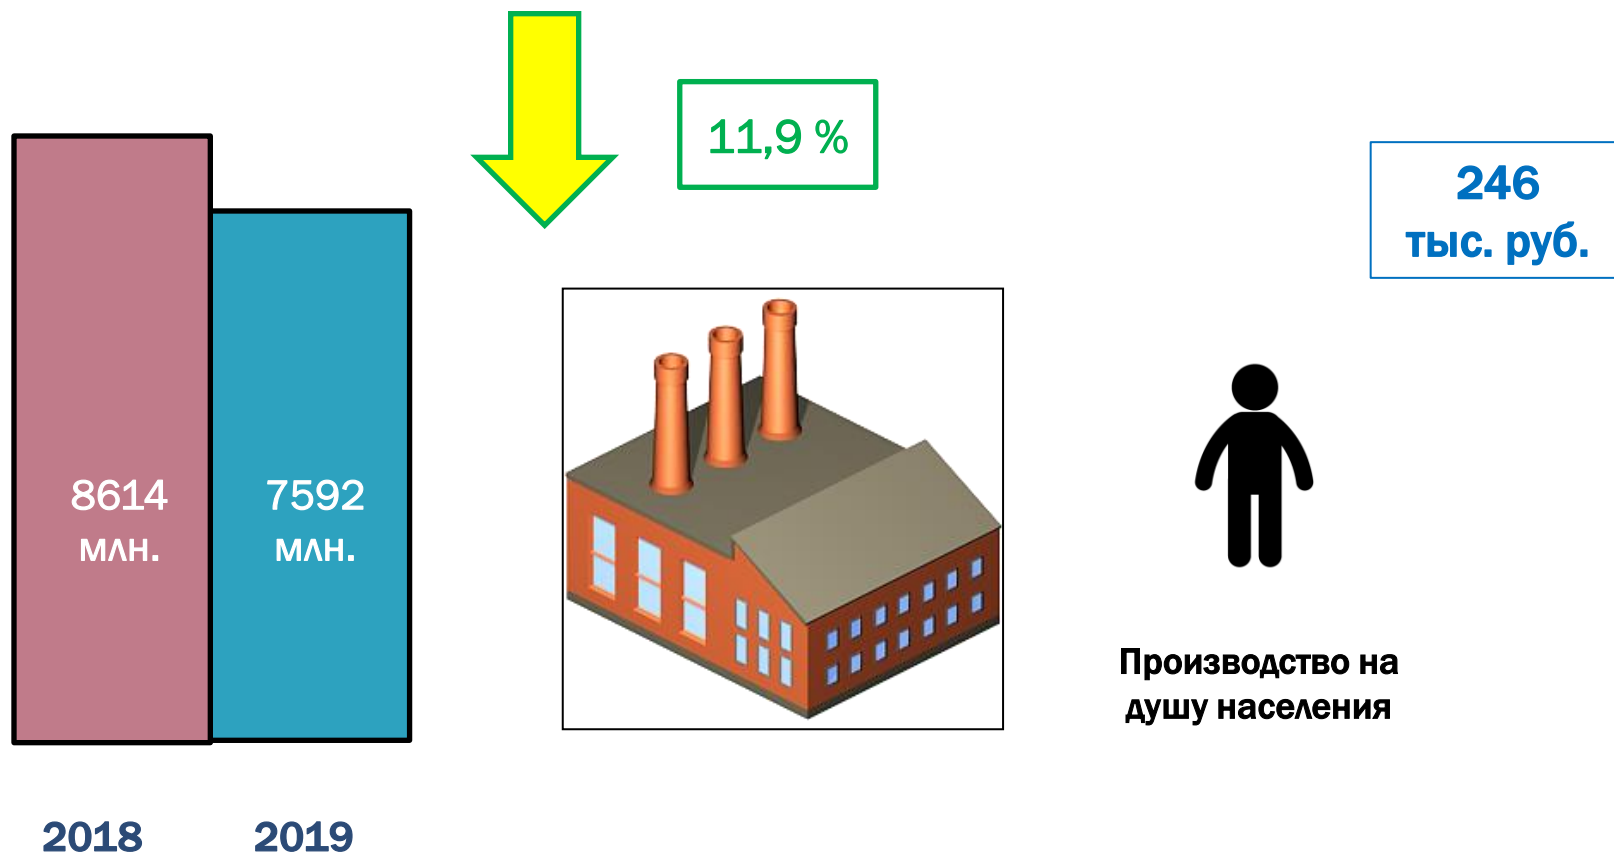 11,9 %
246
тыс. руб.
8614
млн.
7592
млн.
Производство на
душу населения
2018
2019